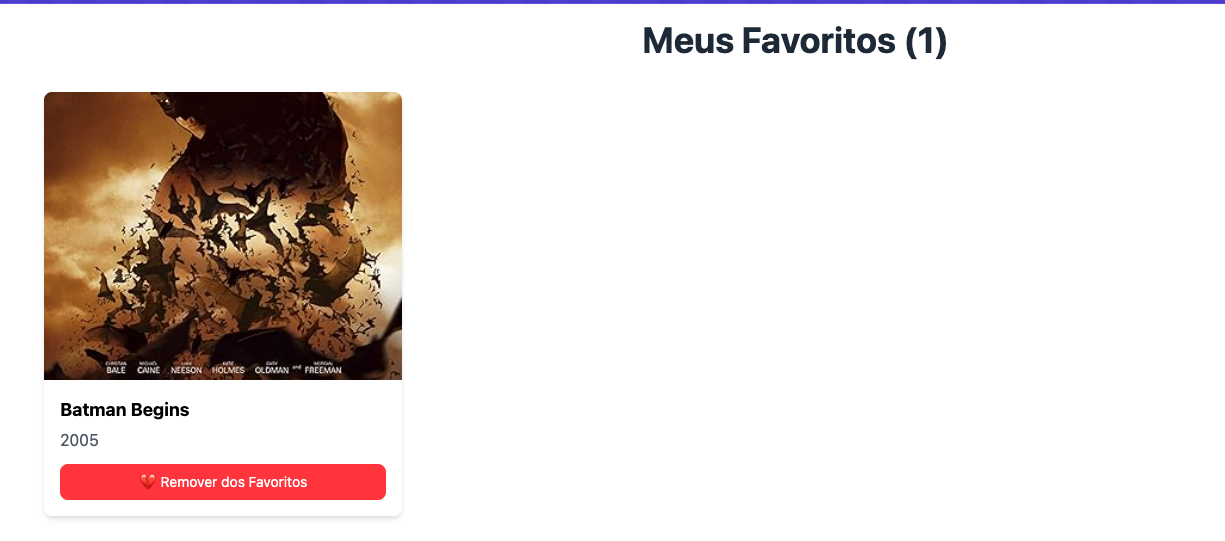 Meus Favoritos (1)
CHRISTIAN MICHAEL LIAM KATIE GARY MORGAN
BALE CAINE NEESON HOLMES OLDMAN and FREEMAN
Batman Begins
2005
💔 Remover dos Favoritos